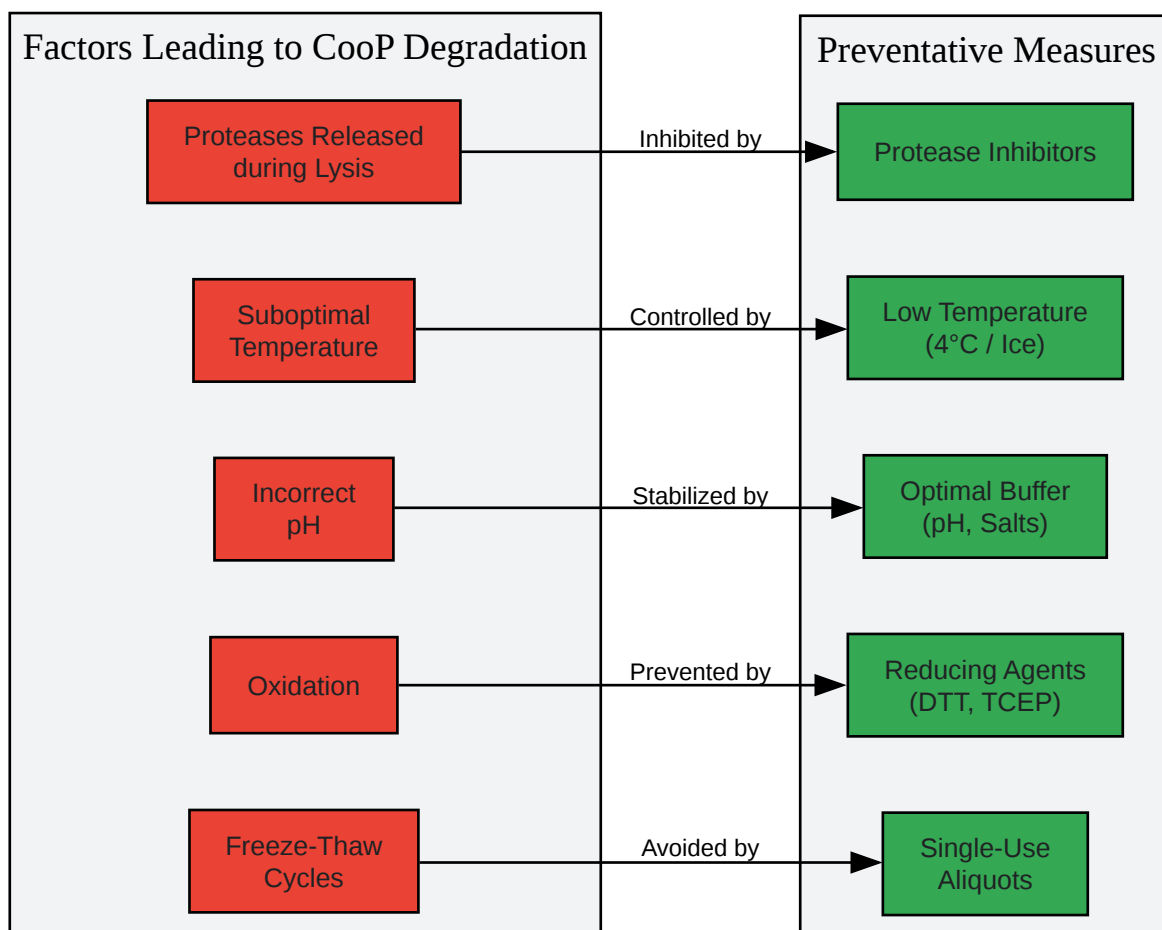 Factors Leading to CooP Degradation
Preventative Measures
Proteases Released
during Lysis
Inhibited by
Protease Inhibitors
Suboptimal
Temperature
Controlled by
Low Temperature
(4°C / Ice)
Incorrect
pH
Stabilized by
Optimal Buffer
(pH, Salts)
Oxidation
Prevented by
Reducing Agents
(DTT, TCEP)
Freeze-Thaw
Cycles
Avoided by
Single-Use
Aliquots